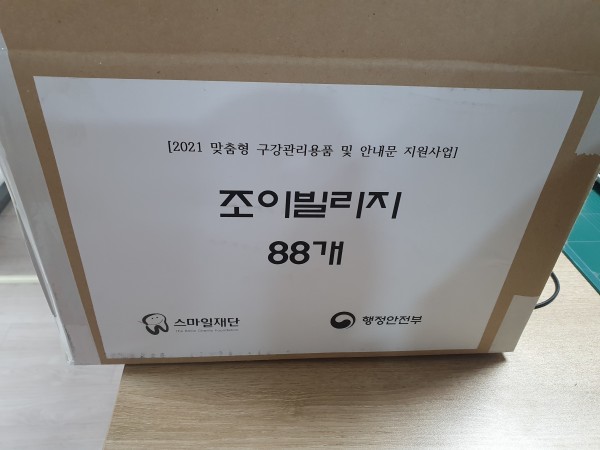 [2021 맞춤형 구강관리용품 및 안내문 지원사업]
조이빌리지
88개
스마일재단
행정안전부